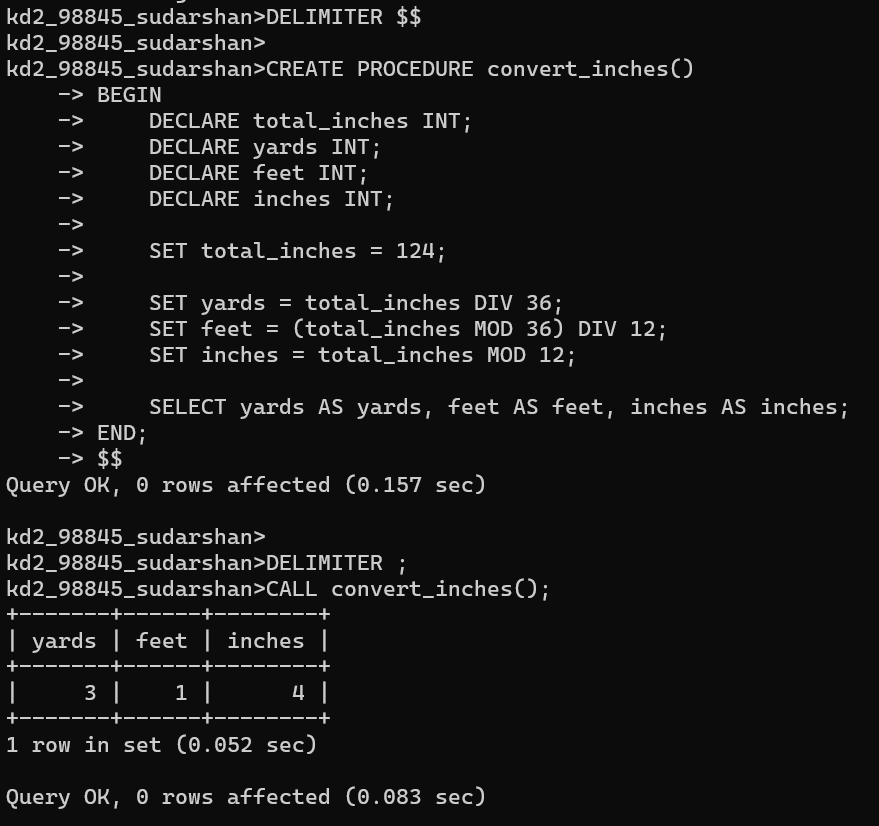 kd2_98845_sudarshan>DELIMITER $$
kd2_98845_sudarshan>
kd2_98845_sudarshan>CREATE PROCEDURE convert_inches()
    -> BEGIN
    ->     DECLARE total_inches INT;
    ->     DECLARE yards INT;
    ->     DECLARE feet INT;
    ->     DECLARE inches INT;
    ->
    ->     SET total_inches = 124;
    ->
    ->     SET yards = total_inches DIV 36;
    ->     SET feet = (total_inches MOD 36) DIV 12;
    ->     SET inches = total_inches MOD 12;
    ->
    ->     SELECT yards AS yards, feet AS feet, inches AS inches;
    -> END;
    -> $$
Query OK, 0 rows affected (0.157 sec)

kd2_98845_sudarshan>
kd2_98845_sudarshan>DELIMITER ;
kd2_98845_sudarshan>CALL convert_inches();
+-------+------+--------+
| yards | feet | inches |
+-------+------+--------+
|     3 |    1 |      4 |
+-------+------+--------+
1 row in set (0.052 sec)

Query OK, 0 rows affected (0.083 sec)